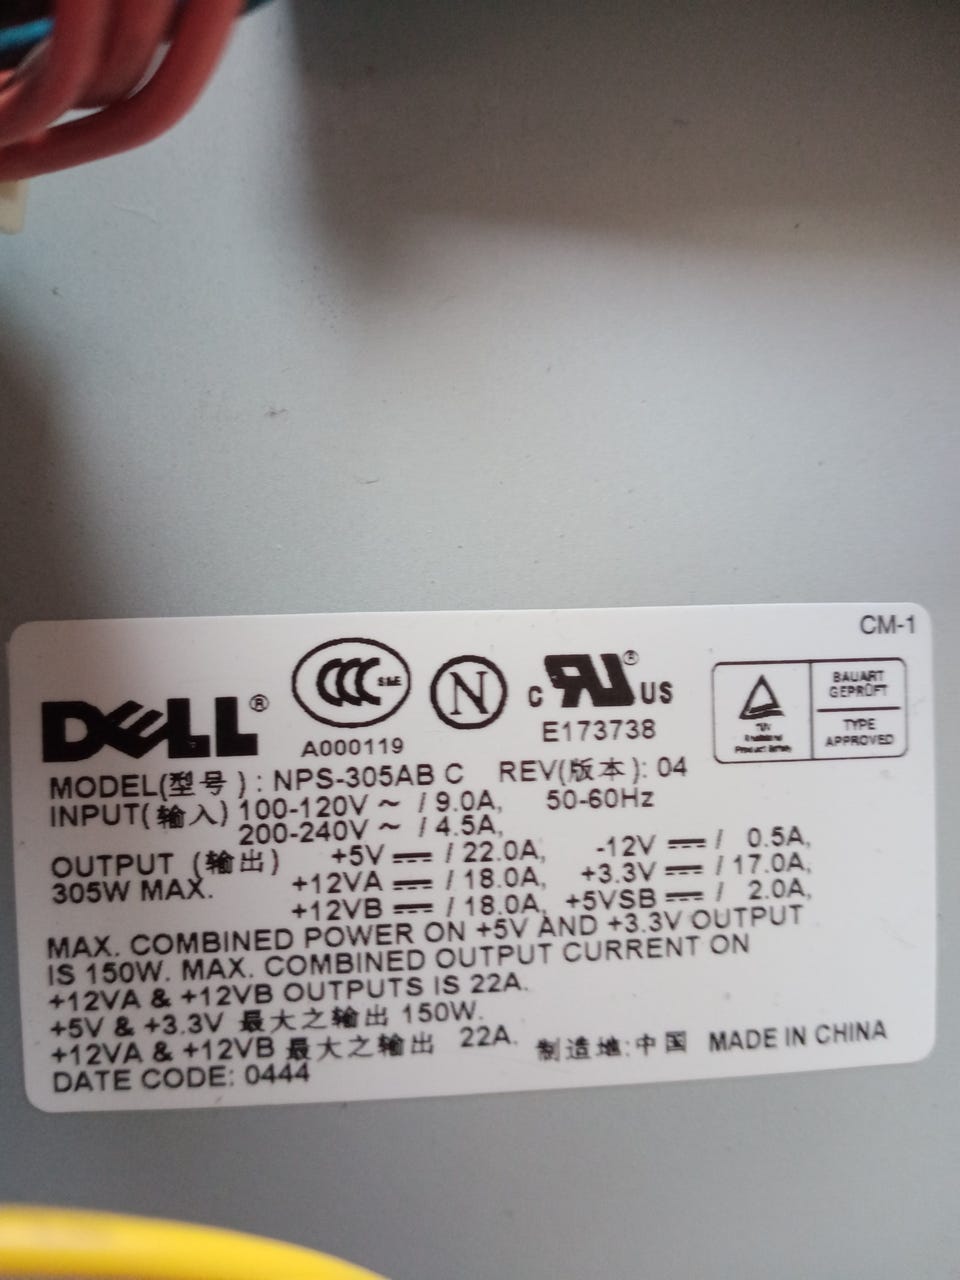 CM-1
DELL®
CCC S&E
A000119
N
c RU® US
E173738
BAUART
GEPRÜFT
TYPE
APPROVED
TÜV
Product Safety
MODEL(型号): NPS-305AB C REV(版本): 04
INPUT(输入) 100-120V ~ / 9.0A, 50-60Hz
200-240V ~ / 4.5A,
OUTPUT (输出) +5V ⎓ / 22.0A, -12V ⎓ / 0.5A,
305W MAX. +12VA ⎓ / 18.0A, +3.3V ⎓ / 17.0A,
+12VB ⎓ / 18.0A, +5VSB ⎓ / 2.0A,
MAX. COMBINED POWER ON +5V AND +3.3V OUTPUT
IS 150W. MAX. COMBINED OUTPUT CURRENT ON
+12VA & +12VB OUTPUTS IS 22A.
+5V & +3.3V 最大之输出 150W.
+12VA & +12VB 最大之输出 22A. 制造地:中国 MADE IN CHINA
DATE CODE: 0444